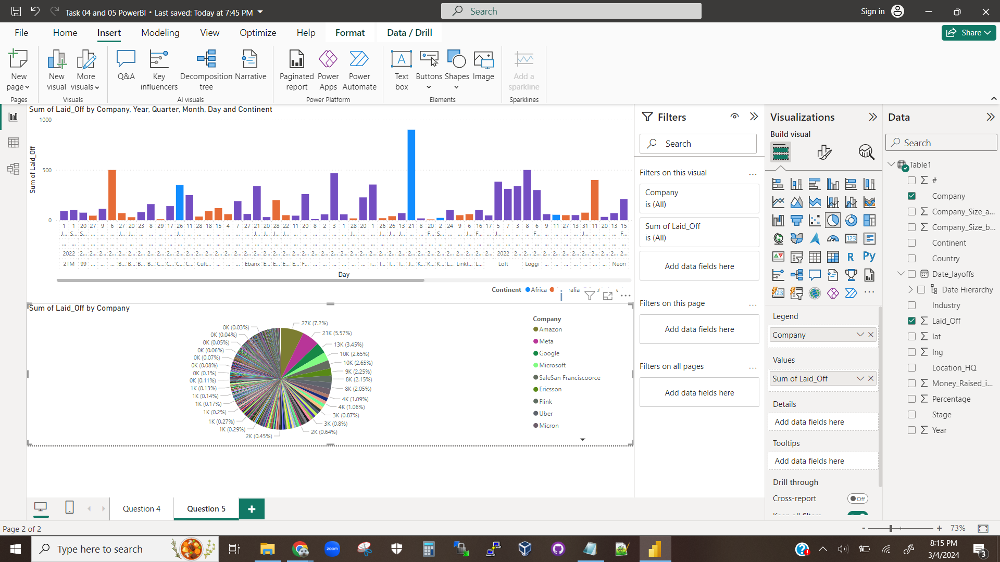 Task 04 and 05 PowerBI • Last saved: Today at 7:45 PM
Search
Sign in
File Home Insert Modeling View Optimize Help Format Data / Drill
Share
New page
New visual
More visuals
Q&A
Key influencers
Decomposition tree
Narrative
Paginated report
Power Apps
Power Automate
Text box
Buttons
Shapes
Image
Add a sparkline
Pages Visuals AI visuals Power Platform Elements Sparklines
Sum of Laid_Off by Company, Year, Quarter, Month, Day and Continent
1000
500
0
Sum of Laid_Off
1 1 20 27 9 6 27 20 23 8 29 17 26 11 28 18 15 4 7 27 21 20 28 22 11 20 8 2 3 1 28 20 1 26 26 13 21 8 20 2 24 9 6 16 17 5 7 3 8 6 9 11 27 13 31 11 20 13 15
2022 2... 2022 2...
2TM 99 ... B... B... B... B... C... C... C... C... Cult... ... Ebanx E... E... E... E... F... ... i... I... I... I... J... K... K... K... L... Linkt... L... Loft Loggi ... Neon
Day
Continent Africa
Sum of Laid_Off by Company
27K (7.2%)
21K (5.57%)
13K (3.45%)
10K (2.65%)
10K (2.65%)
9K (2.25%)
8K (2.15%)
8K (2.05%)
4K (1.09%)
4K (1.06%)
3K (0.87%)
3K (0.8%)
2K (0.64%)
2K (0.45%)
1K (0.29%)
1K (0.27%)
1K (0.2%)
1K (0.17%)
1K (0.14%)
1K (0.13%)
0K (0.11%)
0K (0.1%)
0K (0.08%)
0K (0.07%)
0K (0.06%)
0K (0.05%)
0K (0.04%)
0K (0.03%)
Company
Amazon
Meta
Google
Microsoft
SaleSan Franciscoorce
Ericsson
Flink
Uber
Micron
Filters
Search
Filters on this visual ...
Company
is (All)
Sum of Laid_Off
is (All)
Add data fields here
Filters on this page ...
Add data fields here
Filters on all pages ...
Add data fields here
Visualizations
Build visual
123
R
Py
123
...
Legend
Company
Values
Sum of Laid_Off
Details
Add data fields here
Tooltips
Add data fields here
Drill through
Cross-report
Off
Data
Search
Table1
#
Company
Company_Size_a...
Company_Size_b...
Continent
Country
Date_layoffs
Date Hierarchy
Industry
Laid_Off
lat
lng
Location_HQ
Money_Raised_i...
Percentage
Stage
Year
Question 4
Question 5
Page 2 of 2
73%
Type here to search
zoom
8:15 PM
3/4/2024
3